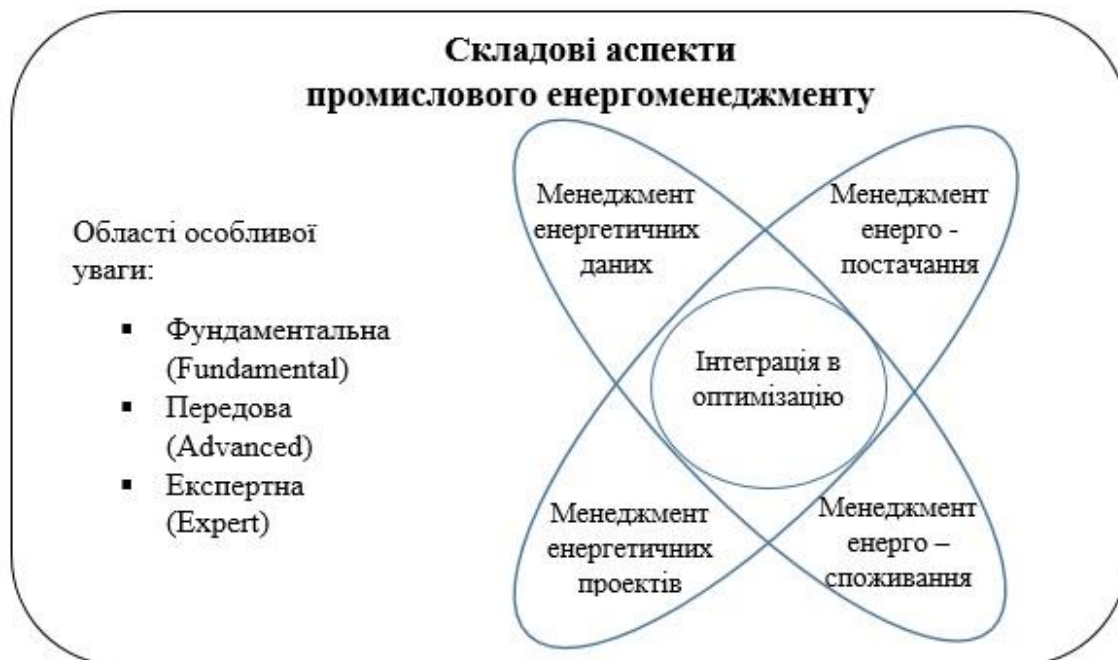 Складові аспекти
промислового енергоменеджменту
Області особливої
уваги:
▪ Фундаментальна
(Fundamental)
▪ Передова
(Advanced)
▪ Експертна
(Expert)
Менеджмент
енергетичних
даних
Менеджмент
енерго -
постачання
Інтеграція в
оптимізацію
Менеджмент
енергетичних
проектів
Менеджмент
енерго –
споживання